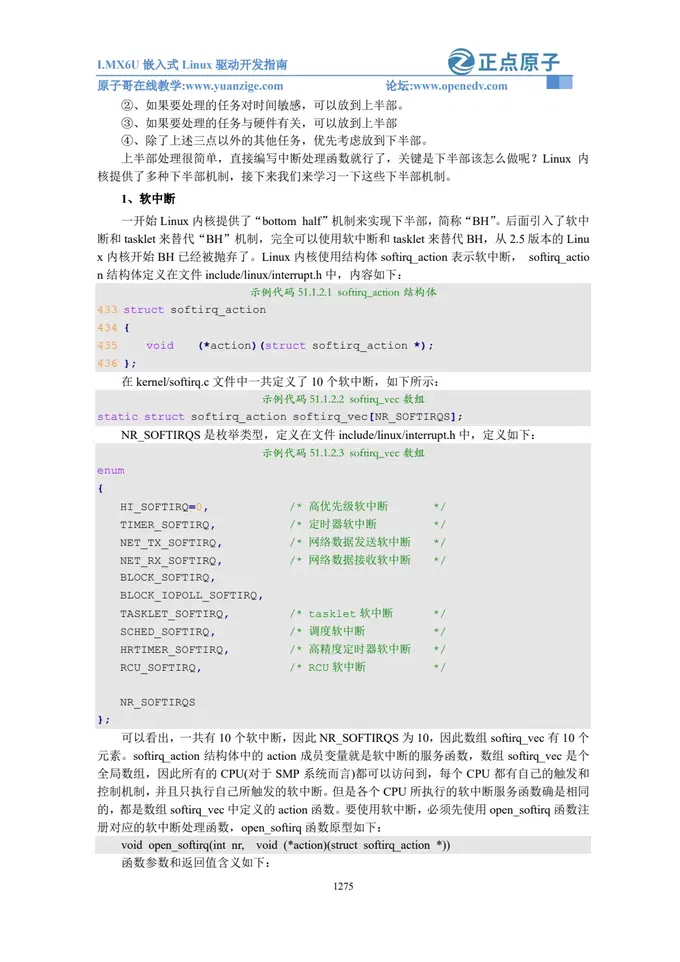 I.MX6U 嵌入式 Linux 驱动开发指南
正点原子
原子哥在线教学:www.yuanzige.com 论坛:www.openedv.com
②、如果要处理的任务对时间敏感，可以放到上半部。
③、如果要处理的任务与硬件有关，可以放到上半部
④、除了上述三点以外的其他任务，优先考虑放到下半部。
上半部处理很简单，直接编写中断处理函数就行了，关键是下半部该怎么做呢？Linux 内
核提供了多种下半部机制，接下来我们来学习一下这些下半部机制。
1、软中断
一开始 Linux 内核提供了“bottom half”机制来实现下半部，简称“BH”。后面引入了软中
断和 tasklet 来替代“BH”机制，完全可以使用软中断和 tasklet 来替代 BH，从 2.5 版本的 Linu
x 内核开始 BH 已经被抛弃了。Linux 内核使用结构体 softirq_action 表示软中断， softirq_actio
n 结构体定义在文件 include/linux/interrupt.h 中，内容如下：
示例代码 51.1.2.1 softirq_action 结构体
433 struct softirq_action
434 {
435 void (*action)(struct softirq_action *);
436 };
在 kernel/softirq.c 文件中一共定义了 10 个软中断，如下所示：
示例代码 51.1.2.2 softirq_vec 数组
static struct softirq_action softirq_vec[NR_SOFTIRQS];
NR_SOFTIRQS 是枚举类型，定义在文件 include/linux/interrupt.h 中，定义如下：
示例代码 51.1.2.3 softirq_vec 数组
enum
{
HI_SOFTIRQ=0, /* 高优先级软中断 */
TIMER_SOFTIRQ, /* 定时器软中断 */
NET_TX_SOFTIRQ, /* 网络数据发送软中断 */
NET_RX_SOFTIRQ, /* 网络数据接收软中断 */
BLOCK_SOFTIRQ,
BLOCK_IOPOLL_SOFTIRQ,
TASKLET_SOFTIRQ, /* tasklet 软中断 */
SCHED_SOFTIRQ, /* 调度软中断 */
HRTIMER_SOFTIRQ, /* 高精度定时器软中断 */
RCU_SOFTIRQ, /* RCU 软中断 */
NR_SOFTIRQS
};
可以看出，一共有 10 个软中断，因此 NR_SOFTIRQS 为 10，因此数组 softirq_vec 有 10 个
元素。softirq_action 结构体中的 action 成员变量就是软中断的服务函数，数组 softirq_vec 是个
全局数组，因此所有的 CPU(对于 SMP 系统而言)都可以访问到，每个 CPU 都有自己的触发和
控制机制，并且只执行自己所触发的软中断。但是各个 CPU 所执行的软中断服务函数确是相同
的，都是数组 softirq_vec 中定义的 action 函数。要使用软中断，必须先使用 open_softirq 函数注
册对应的软中断处理函数，open_softirq 函数原型如下：
void open_softirq(int nr, void (*action)(struct softirq_action *))
函数参数和返回值含义如下：
1275